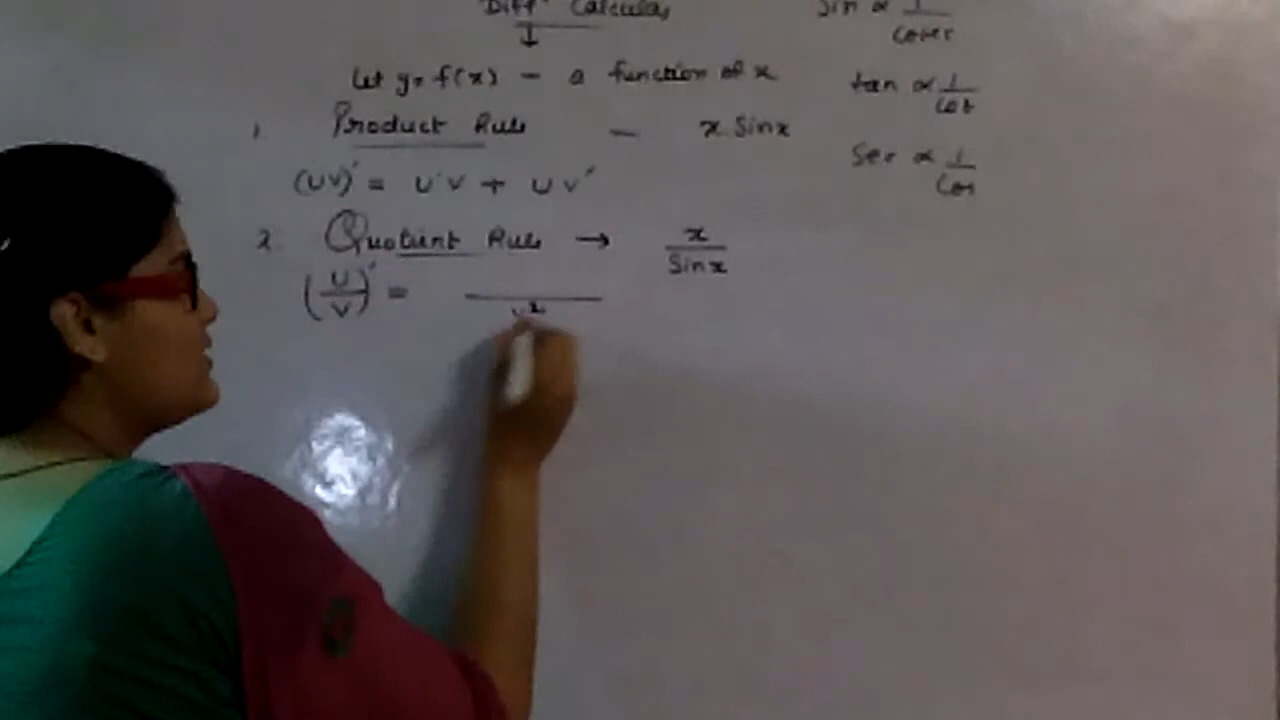 Diffⁿ Calculus
↓
Let y = f(x) - a function of x
1. Product Rule - x Sinx
(UV)' = U'V + UV'
2. Quotient Rule → x/Sinx
(U/V)' = /v²
Sin ∝ 1/Cosec
tan ∝ 1/Cot
Sec ∝ 1/Cos